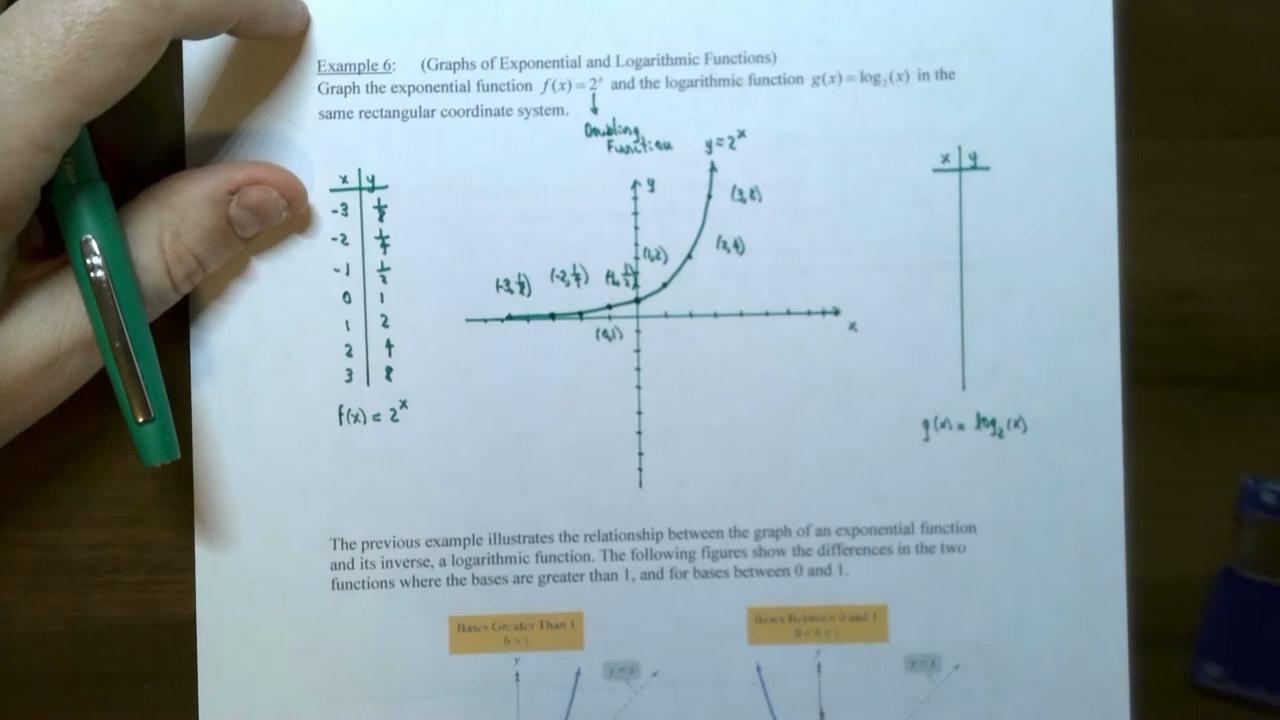 Example 6: (Graphs of Exponential and Logarithmic Functions)
Graph the exponential function f(x) = 2ˣ and the logarithmic function g(x) = log₂(x) in the
same rectangular coordinate system.
Doubling
Function
y=2ˣ
x | y
-3 1/8
-2 1/4
-1 1/2
0 1
1 2
2 4
3 8
f(x) = 2ˣ
y
(3,8)
(2,4)
(1,2)
(-2,1/4)
(-3,1/8)
(0,1)
x
x | y
g(x) = log₂(x)
The previous example illustrates the relationship between the graph of an exponential function
and its inverse, a logarithmic function. The following figures show the differences in the two
functions where the bases are greater than 1, and for bases between 0 and 1.
Bases Greater Than 1
b > 1
Bases Between 0 and 1
0 < b < 1
y
y = x
y
y = x